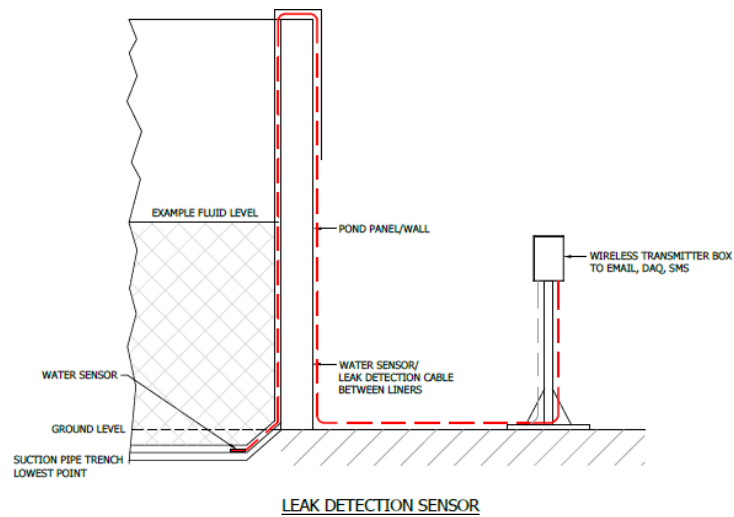 EXAMPLE FLUID LEVEL
POND PANEL/WALL
WIRELESS TRANSMITTER BOX
TO EMAIL, DAQ, SMS
WATER SENSOR
WATER SENSOR/
LEAK DETECTION CABLE
BETWEEN LINERS
GROUND LEVEL
SUCTION PIPE TRENCH
LOWEST POINT
LEAK DETECTION SENSOR